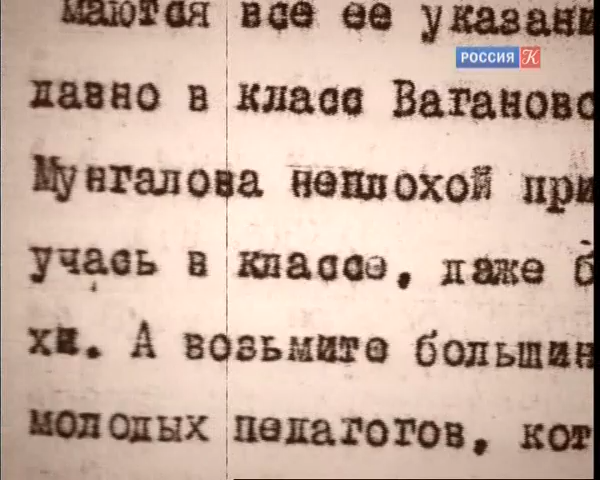 маются все ее указани
РОССИЯ К
давно в класс Вагановс
Мунгалова неплохой при
учась в классе, даже б
хи. А возьмите большин
молодых педагогов, кот